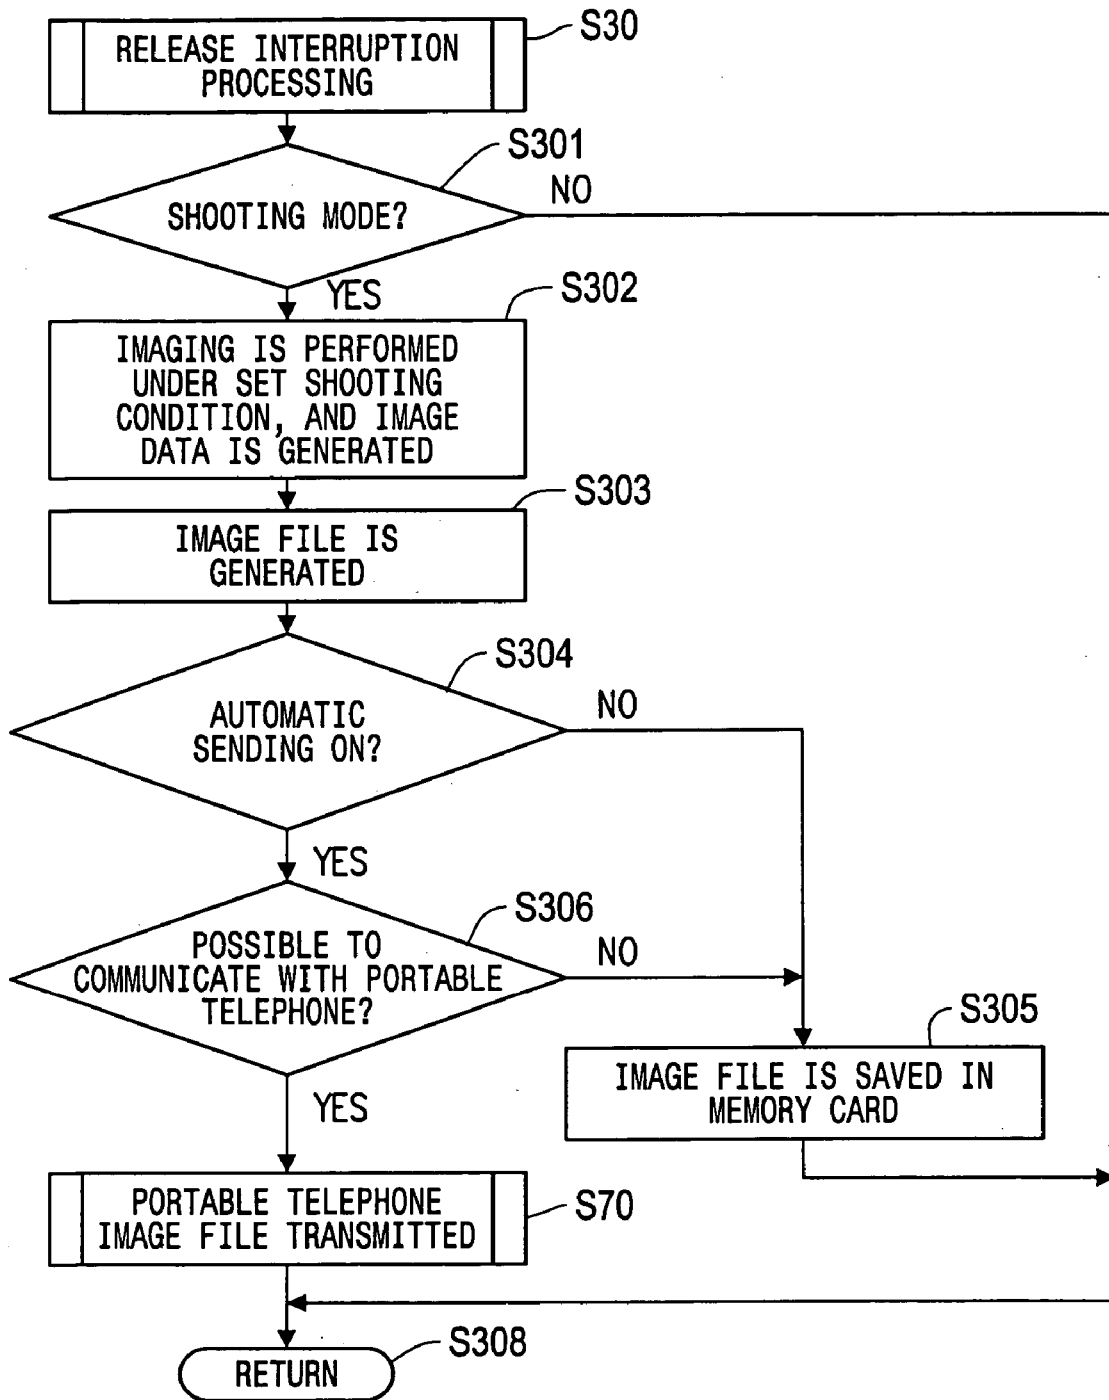 S30
RELEASE INTERRUPTION
PROCESSING
S301
SHOOTING MODE?
NO
YES
S302
IMAGING IS PERFORMED
UNDER SET SHOOTING
CONDITION, AND IMAGE
DATA IS GENERATED
S303
IMAGE FILE IS
GENERATED
S304
AUTOMATIC
SENDING ON?
NO
YES
S306
POSSIBLE TO
COMMUNICATE WITH PORTABLE
TELEPHONE?
NO
YES
S305
IMAGE FILE IS SAVED IN
MEMORY CARD
PORTABLE TELEPHONE
IMAGE FILE TRANSMITTED
S70
S308
RETURN